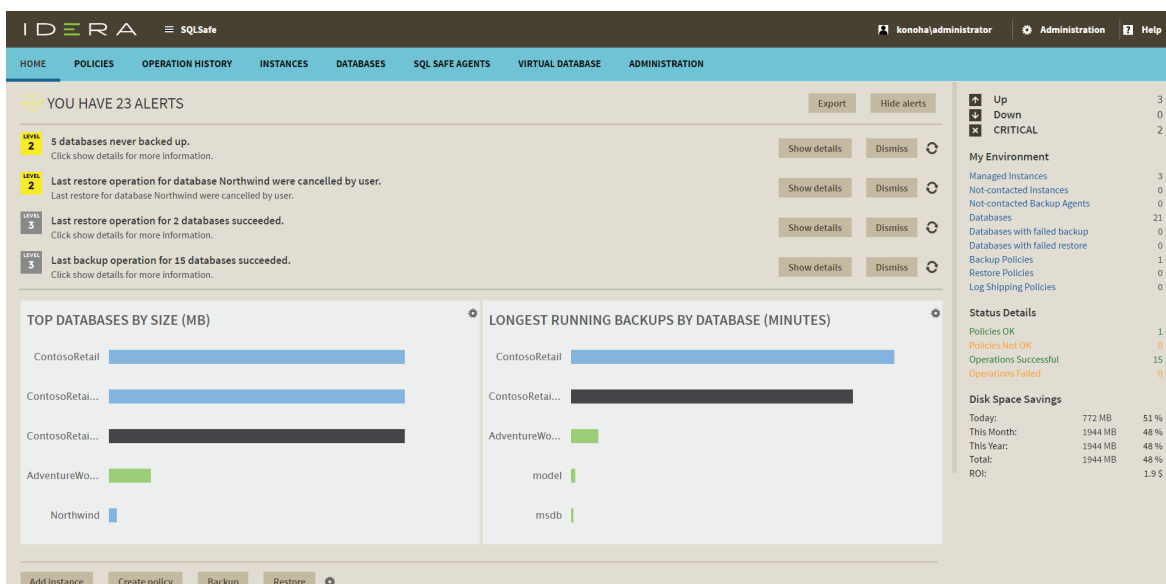 IDERA SQLSafe konoha\administrator Administration ? Help
HOME POLICIES OPERATION HISTORY INSTANCES DATABASES SQL SAFE AGENTS VIRTUAL DATABASE ADMINISTRATION
YOU HAVE 23 ALERTS Export Hide alerts
LEVEL 2 5 databases never backed up. Show details Dismiss
Click show details for more information.
LEVEL 2 Last restore operation for database Northwind were cancelled by user. Show details Dismiss
Last restore for database Northwind were cancelled by user.
LEVEL 3 Last restore operation for 2 databases succeeded. Show details Dismiss
Click show details for more information.
LEVEL 3 Last backup operation for 15 databases succeeded. Show details Dismiss
Click show details for more information.
TOP DATABASES BY SIZE (MB)
ContosoRetail
ContosoRetai...
ContosoRetai...
AdventureWo...
Northwind
LONGEST RUNNING BACKUPS BY DATABASE (MINUTES)
ContosoRetail
ContosoRetai...
AdventureWo...
model
msdb
Add instance Create policy Backup Restore
Up 3
Down 0
CRITICAL 2
My Environment
Managed Instances 3
Not-contacted Instances 0
Not-contacted Backup Agents 0
Databases 21
Databases with failed backup 0
Databases with failed restore 0
Backup Policies 1
Restore Policies 0
Log Shipping Policies 0
Status Details
Policies OK 1
Policies Not OK 0
Operations Successful 15
Operations Failed 0
Disk Space Savings
Today: 772 MB 51 %
This Month: 1944 MB 48 %
This Year: 1944 MB 48 %
Total: 1944 MB 48 %
ROI: 1.9 $